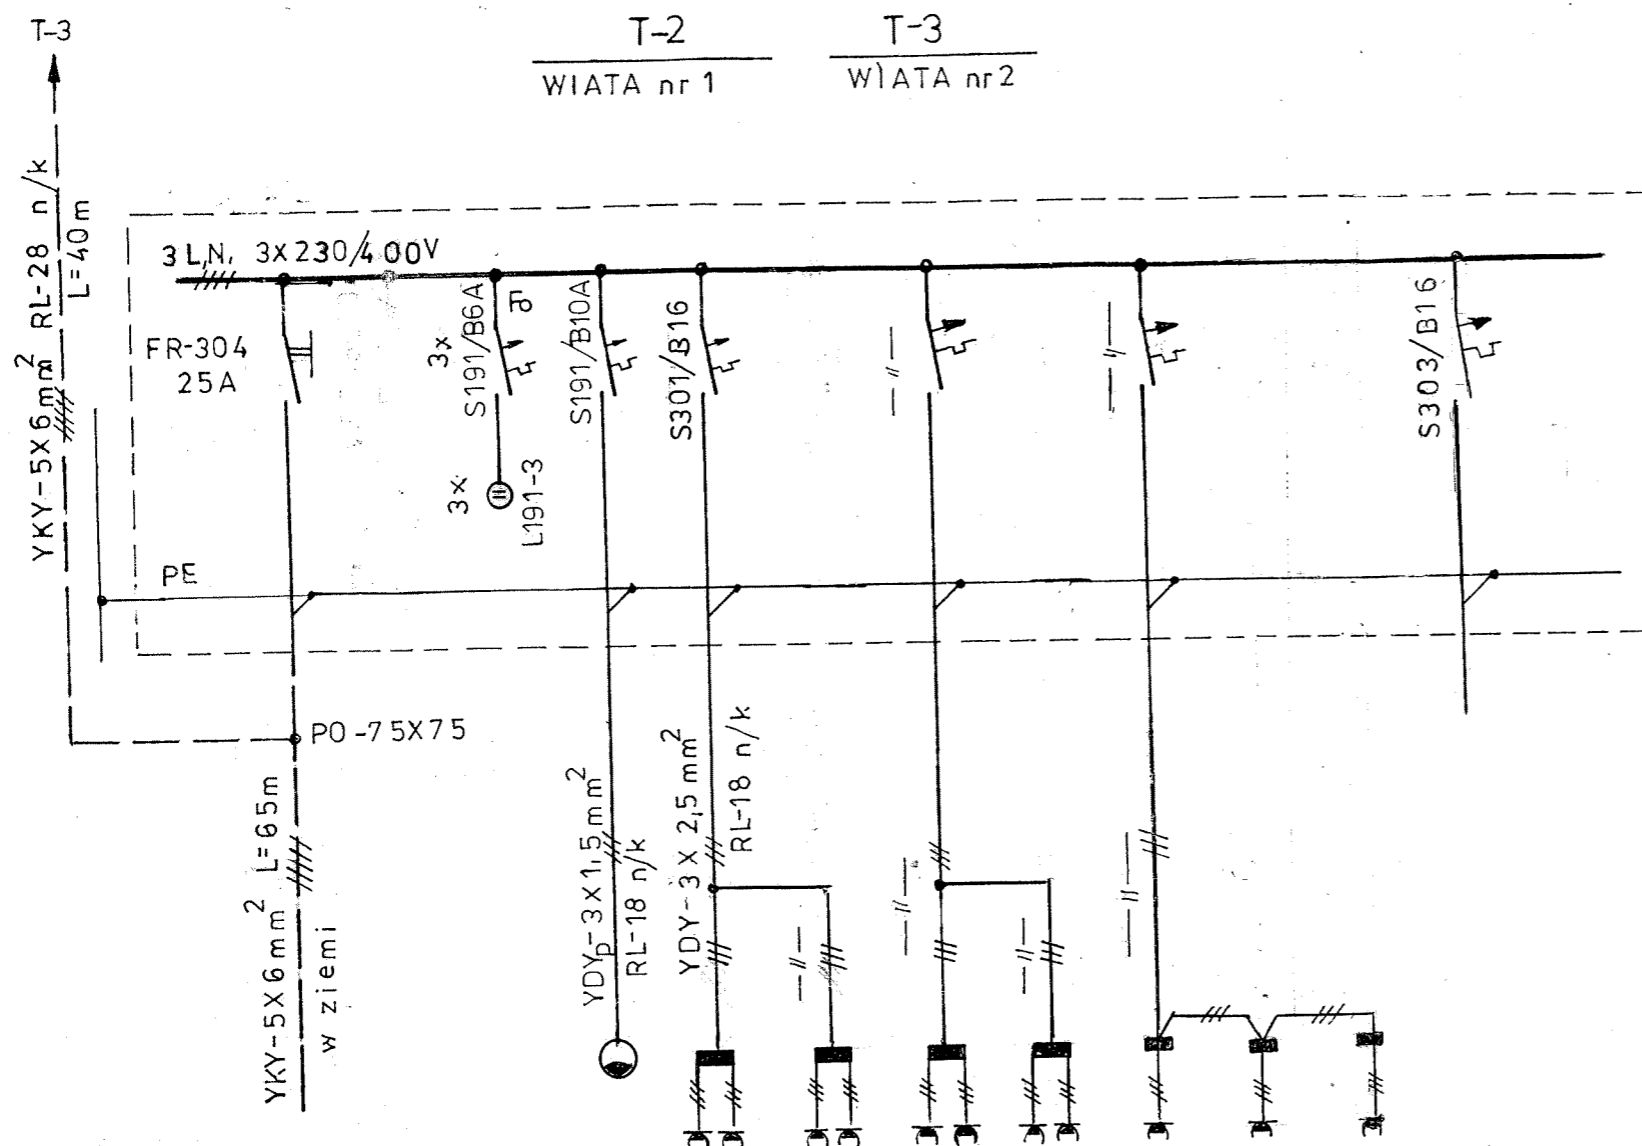 T-3
T-2
WIATA nr 1
T-3
WIATA nr 2
YKY-5X6mm² RL-28 n/k
L=40m
3L,N, 3X230/400V
FR-304
25A
3x
S191/B6A
3x
L191-3
S191/B10A
S301/B16
—〃—
—〃—
S303/B16
PE
PO-75X75
YKY-5X6mm² L=65m
w ziemi
YDYp-3X1,5mm²
RL-18 n/k
YDY-3X2,5mm²
RL-18 n/k
—〃—
—〃—
—〃—
—〃—